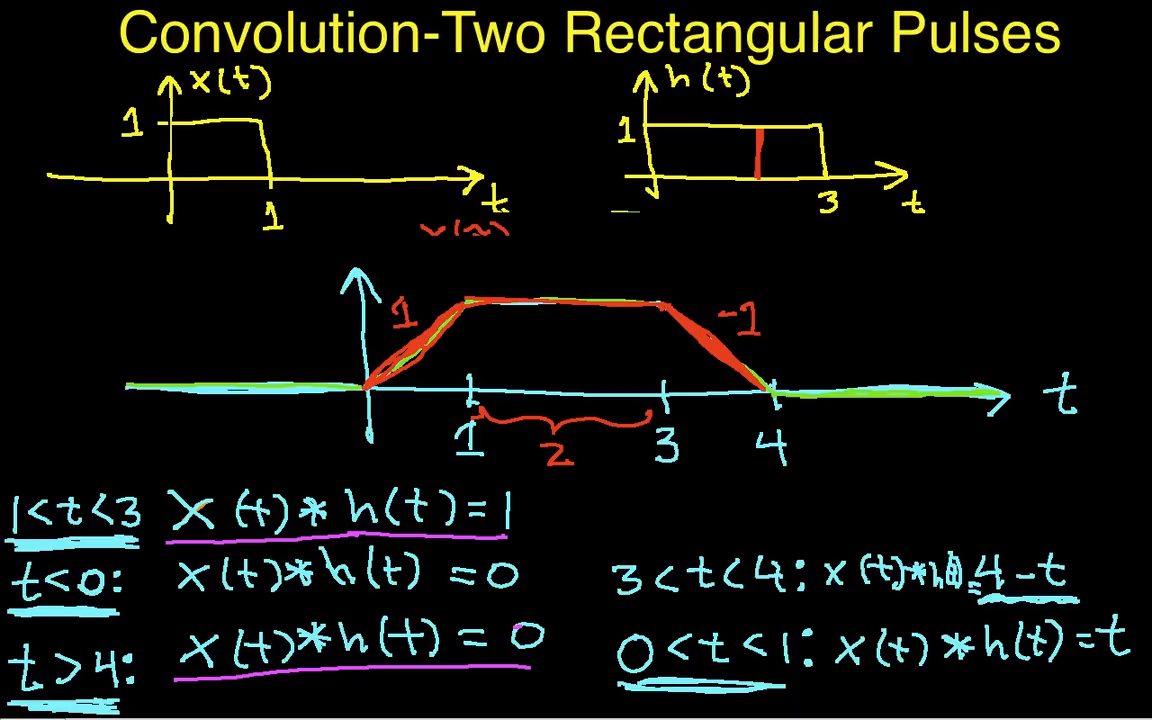 Convolution-Two Rectangular Pulses
x(t)
1
t
1
h(t)
1
3
t
1
-1
1
2
3
4
t
1<t<3 x(t)*h(t)=1
t<0: x(t)*h(t)=0
t>4: x(t)*h(t)=0
3<t<4: x(t)*h()=4-t
0<t<1: x(t)*h(t)=t